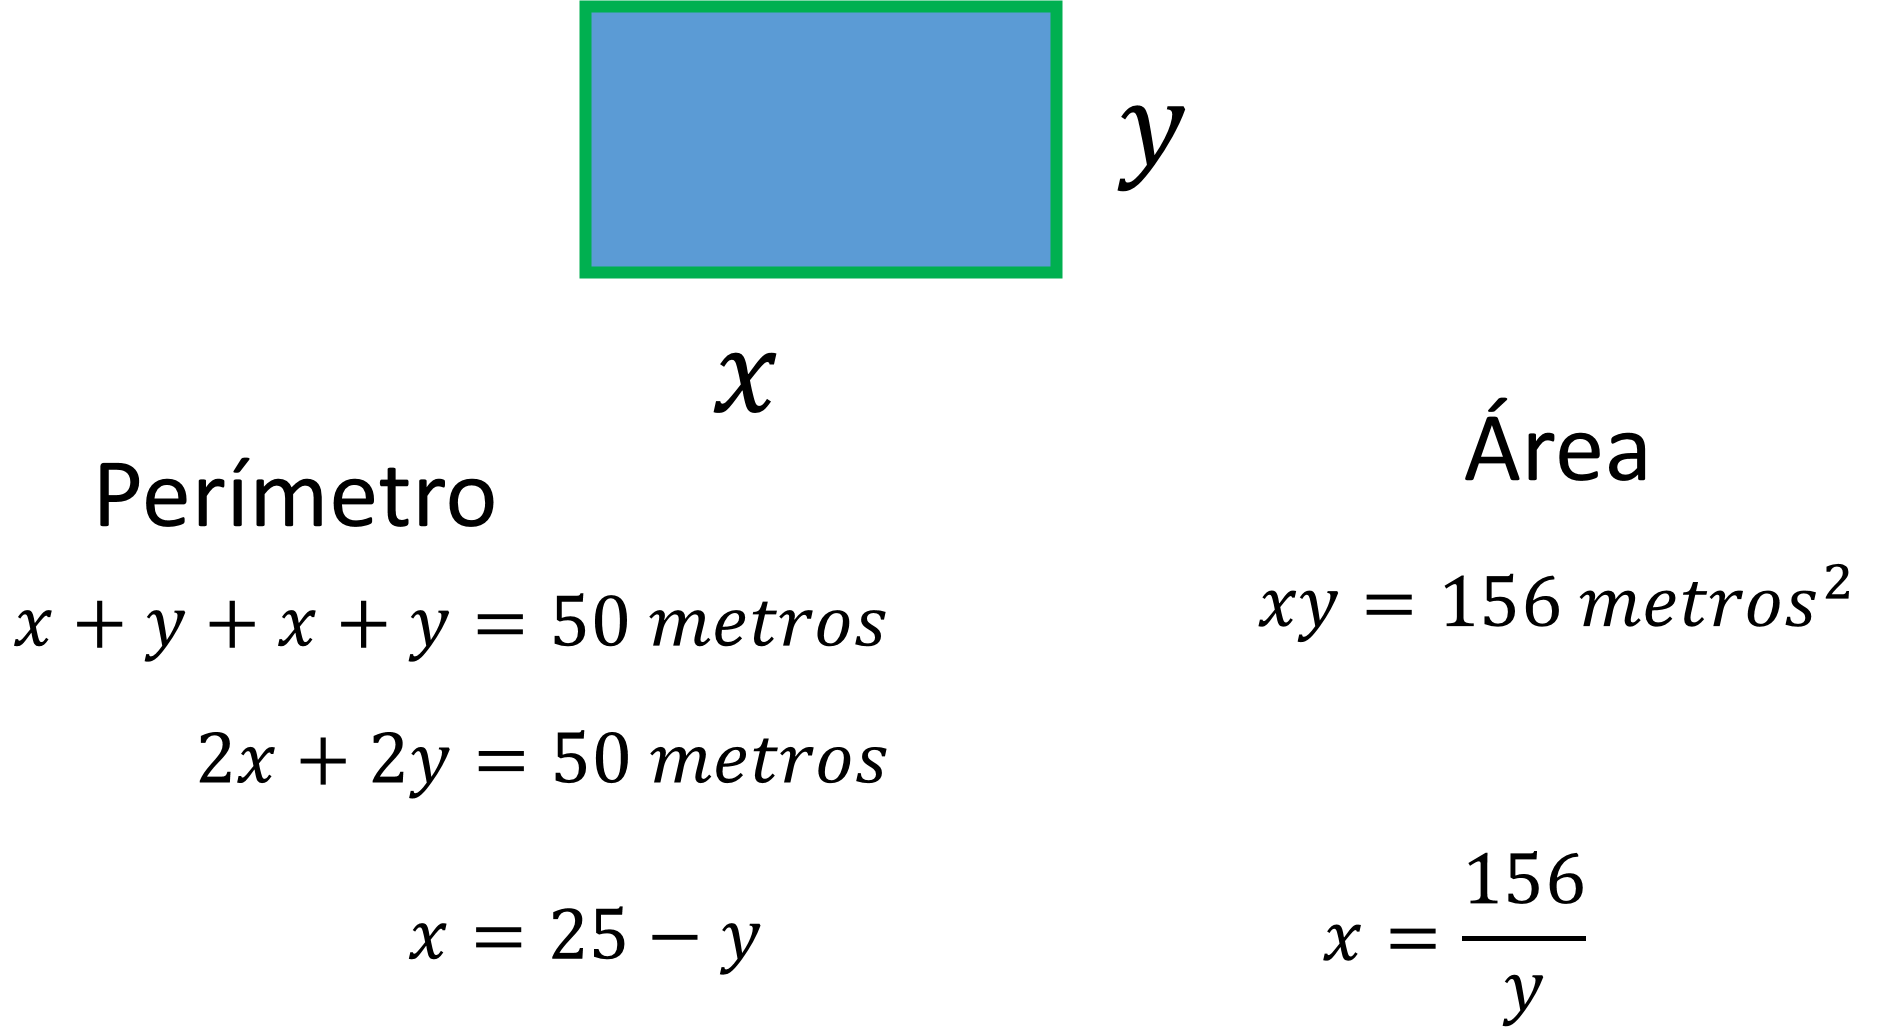 y
x
Perímetro
x + y + x + y = 50 metros
2x + 2y = 50 metros
x = 25 − y
Área
xy = 156 metros²
x = 156/y